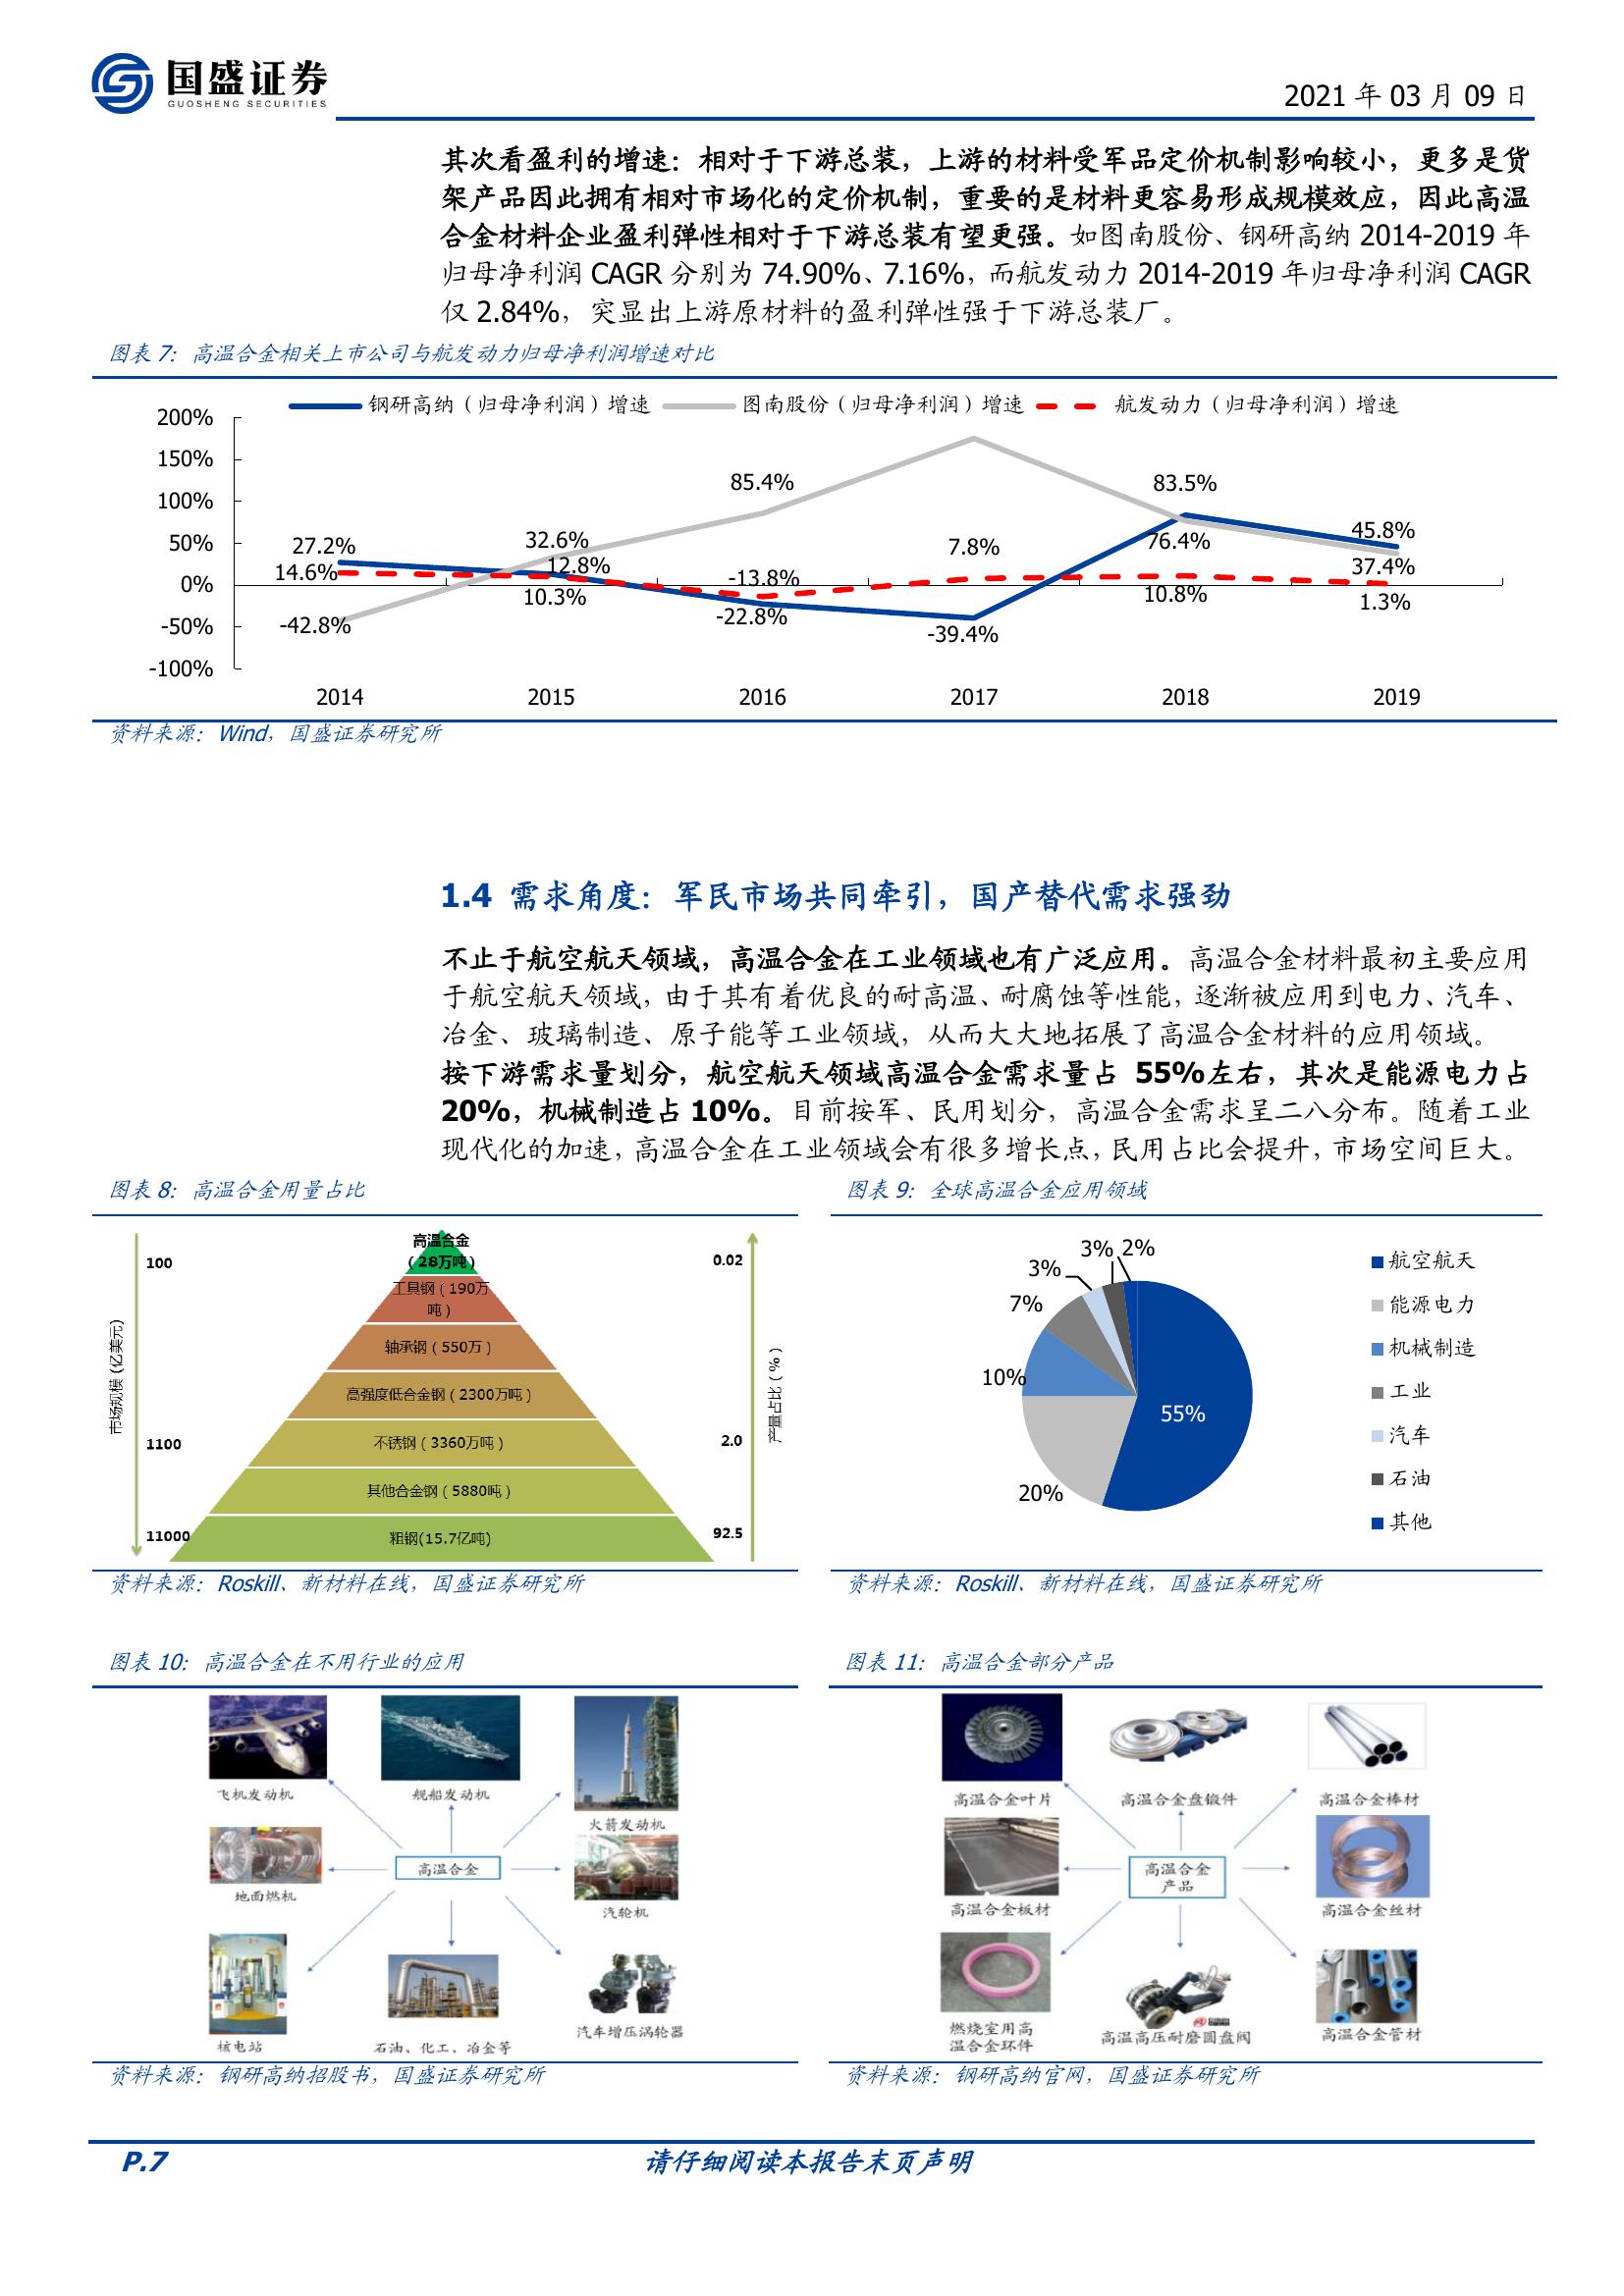 国盛证券
GUOSHENG SECURITIES
2021 年 03 月 09 日
其次看盈利的增速：相对于下游总装，上游的材料受军品定价机制影响较小，更多是货
架产品因此拥有相对市场化的定价机制，重要的是材料更容易形成规模效应，因此高温
合金材料企业盈利弹性相对于下游总装有望更强。如图南股份、钢研高纳 2014-2019 年
归母净利润 CAGR 分别为 74.90%、7.16%，而航发动力 2014-2019 年归母净利润 CAGR
仅 2.84%，突显出上游原材料的盈利弹性强于下游总装厂。
图表 7：高温合金相关上市公司与航发动力归母净利润增速对比
钢研高纳（归母净利润）增速
图南股份（归母净利润）增速
航发动力（归母净利润）增速
200%
150%
100%
50%
0%
-50%
-100%
27.2%
14.6%
-42.8%
32.6%
12.8%
10.3%
85.4%
-13.8%
-22.8%
7.8%
-39.4%
83.5%
76.4%
10.8%
45.8%
37.4%
1.3%
2014
2015
2016
2017
2018
2019
资料来源：Wind，国盛证券研究所
1.4 需求角度：军民市场共同牵引，国产替代需求强劲
不止于航空航天领域，高温合金在工业领域也有广泛应用。高温合金材料最初主要应用
于航空航天领域，由于其有着优良的耐高温、耐腐蚀等性能，逐渐被应用到电力、汽车、
冶金、玻璃制造、原子能等工业领域，从而大大地拓展了高温合金材料的应用领域。
按下游需求量划分，航空航天领域高温合金需求量占 55%左右，其次是能源电力占
20%，机械制造占 10%。目前按军、民用划分，高温合金需求呈二八分布。随着工业
现代化的加速，高温合金在工业领域会有很多增长点，民用占比会提升，市场空间巨大。
图表 8：高温合金用量占比
市场规模 (亿美元)
100
1100
11000
高温合金
（28万吨）
工具钢（190万
吨）
轴承钢（550万）
高强度低合金钢（2300万吨）
不锈钢（3360万吨）
其他合金钢（5880吨）
粗钢(15.7亿吨)
0.02
2.0
92.5
产量占比（%）
资料来源：Roskill、新材料在线，国盛证券研究所
图表 9：全球高温合金应用领域
55%
20%
10%
7%
3%
3%
2%
航空航天
能源电力
机械制造
工业
汽车
石油
其他
资料来源：Roskill、新材料在线，国盛证券研究所
图表 10：高温合金在不用行业的应用
飞机发动机
舰船发动机
火箭发动机
地面燃机
高温合金
汽轮机
核电站
石油、化工、冶金等
汽车增压涡轮器
资料来源：钢研高纳招股书，国盛证券研究所
图表 11：高温合金部分产品
高温合金叶片
高温合金盘锻件
高温合金棒材
高温合金板材
高温合金
产品
高温合金丝材
燃烧室用高
温合金环件
高温高压耐磨圆盘阀
高温合金管材
资料来源：钢研高纳官网，国盛证券研究所
P.7
请仔细阅读本报告末页声明